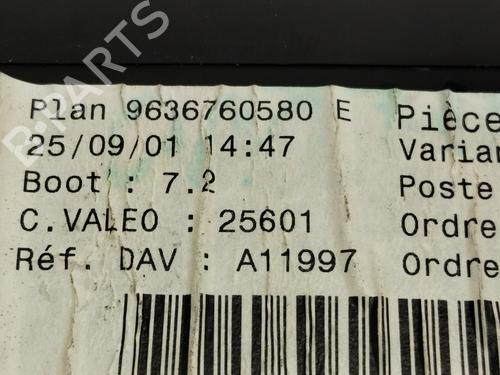 B-PARTS
Plan 9636760580 E Pièce
25/09/01 14:47 Varian
Boot : 7.2 Poste
C.VALEO : 25601 Ordre
Réf. DAV : A11997 Ordre